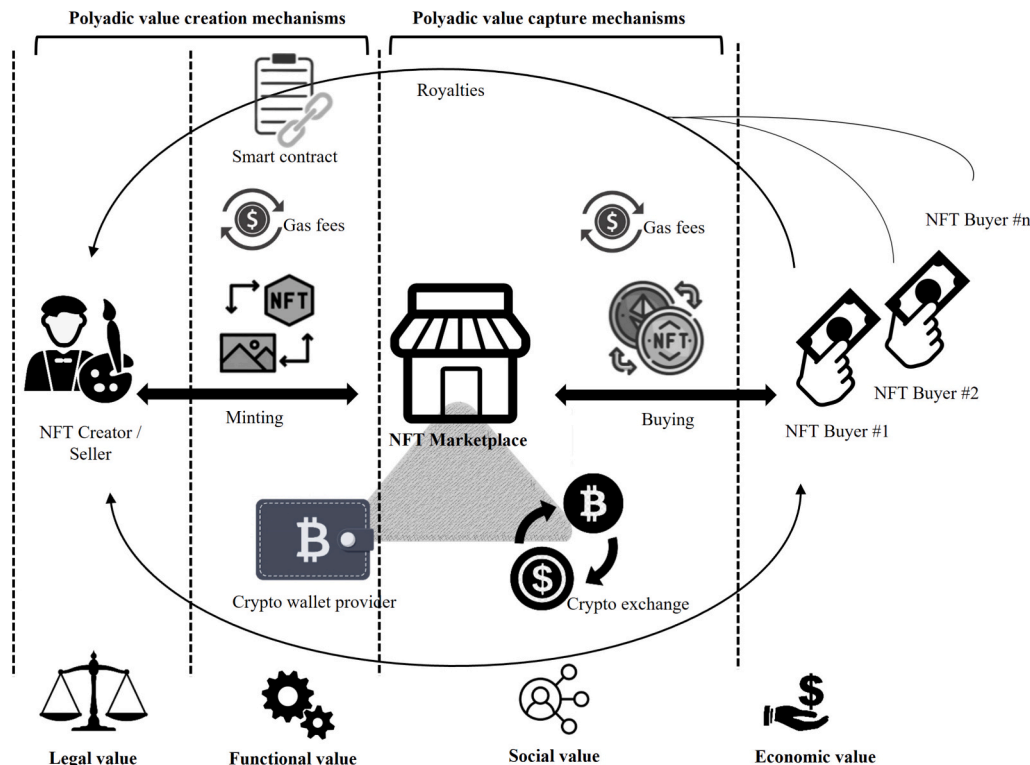 Polyadic value creation mechanisms
Polyadic value capture mechanisms
Royalties
Smart contract
Gas fees
Gas fees
NFT Buyer #n
NFT
NFT
NFT Buyer #2
Minting
Buying
NFT Creator /
Seller
NFT Marketplace
NFT Buyer #1
Crypto wallet provider
Crypto exchange
Legal value
Functional value
Social value
Economic value